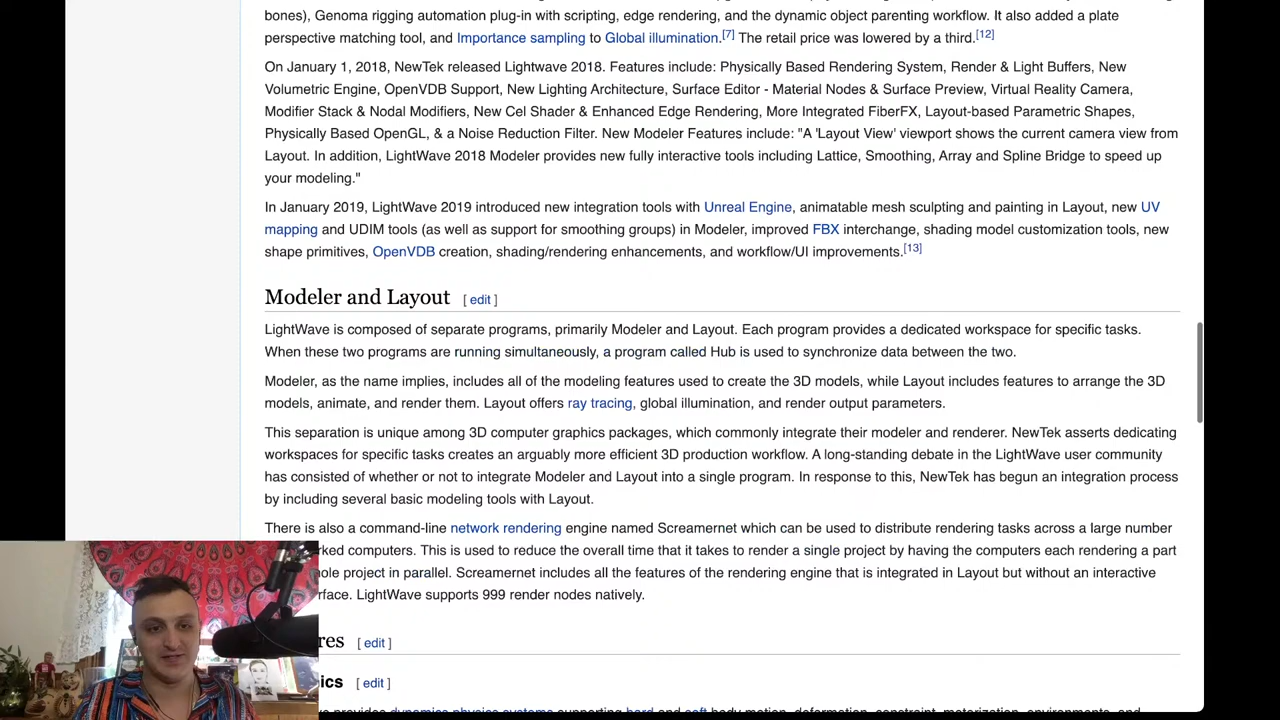 bones), Genoma rigging automation plug-in with scripting, edge rendering, and the dynamic object parenting workflow. It also added a plate
perspective matching tool, and Importance sampling to Global illumination.[7] The retail price was lowered by a third.[12]
On January 1, 2018, NewTek released Lightwave 2018. Features include: Physically Based Rendering System, Render & Light Buffers, New
Volumetric Engine, OpenVDB Support, New Lighting Architecture, Surface Editor - Material Nodes & Surface Preview, Virtual Reality Camera,
Modifier Stack & Nodal Modifiers, New Cel Shader & Enhanced Edge Rendering, More Integrated FiberFX, Layout-based Parametric Shapes,
Physically Based OpenGL, & a Noise Reduction Filter. New Modeler Features include: "A 'Layout View' viewport shows the current camera view from
Layout. In addition, LightWave 2018 Modeler provides new fully interactive tools including Lattice, Smoothing, Array and Spline Bridge to speed up
your modeling."
In January 2019, LightWave 2019 introduced new integration tools with Unreal Engine, animatable mesh sculpting and painting in Layout, new UV
mapping and UDIM tools (as well as support for smoothing groups) in Modeler, improved FBX interchange, shading model customization tools, new
shape primitives, OpenVDB creation, shading/rendering enhancements, and workflow/UI improvements.[13]
Modeler and Layout [ edit ]
LightWave is composed of separate programs, primarily Modeler and Layout. Each program provides a dedicated workspace for specific tasks.
When these two programs are running simultaneously, a program called Hub is used to synchronize data between the two.
Modeler, as the name implies, includes all of the modeling features used to create the 3D models, while Layout includes features to arrange the 3D
models, animate, and render them. Layout offers ray tracing, global illumination, and render output parameters.
This separation is unique among 3D computer graphics packages, which commonly integrate their modeler and renderer. NewTek asserts dedicating
workspaces for specific tasks creates an arguably more efficient 3D production workflow. A long-standing debate in the LightWave user community
has consisted of whether or not to integrate Modeler and Layout into a single program. In response to this, NewTek has begun an integration process
by including several basic modeling tools with Layout.
There is also a command-line network rendering engine named Screamernet which can be used to distribute rendering tasks across a large number
rked computers. This is used to reduce the overall time that it takes to render a single project by having the computers each rendering a part
ole project in parallel. Screamernet includes all the features of the rendering engine that is integrated in Layout but without an interactive
rface. LightWave supports 999 render nodes natively.
res [ edit ]
ics [ edit ]
provides dynamics physics systems supporting hard and soft body motion, deformation, constraint, motorization, environments, and